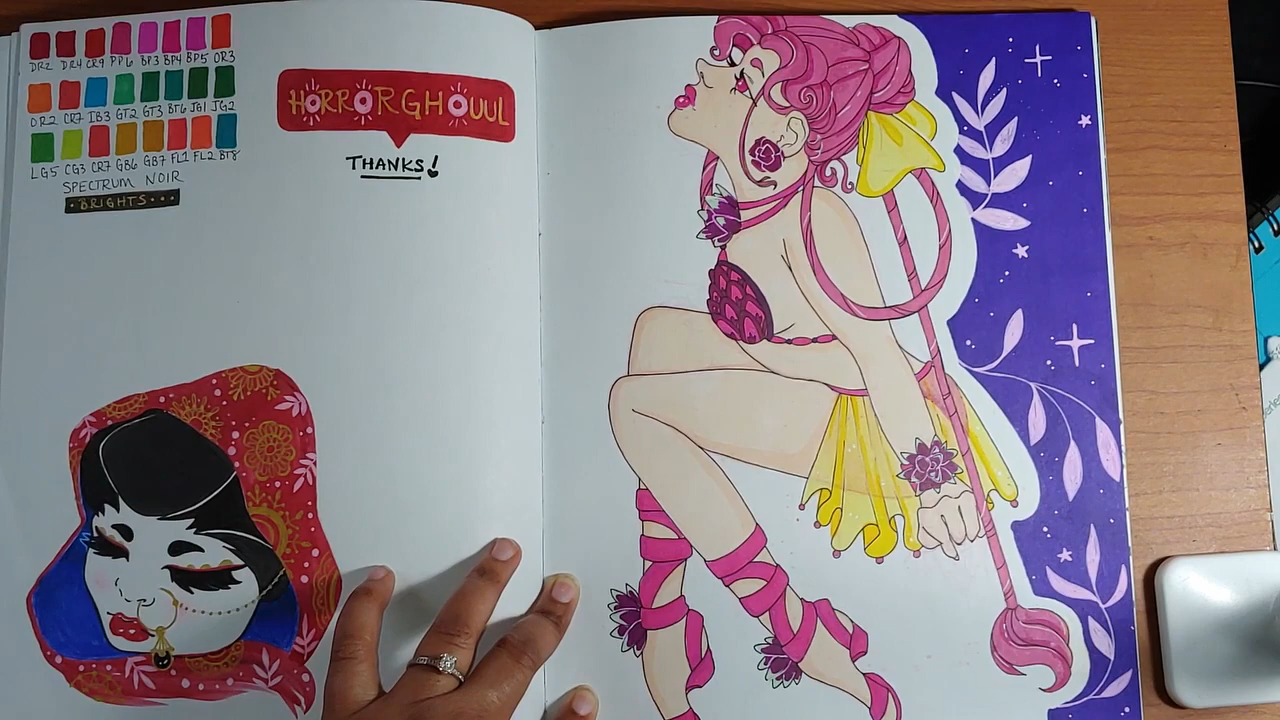 DR2 DR4 CR9 PP6 BP3 BP4 BP5 OR3
OR2 CR7 IB3 GT2 GT3 BT6 JG1 JG2
LG5 CG3 CR7 GB6 GB7 FL1 FL2 BT8
SPECTRUM NOIR
•BRIGHTS•••
HORRORGHOUL
THANKS!